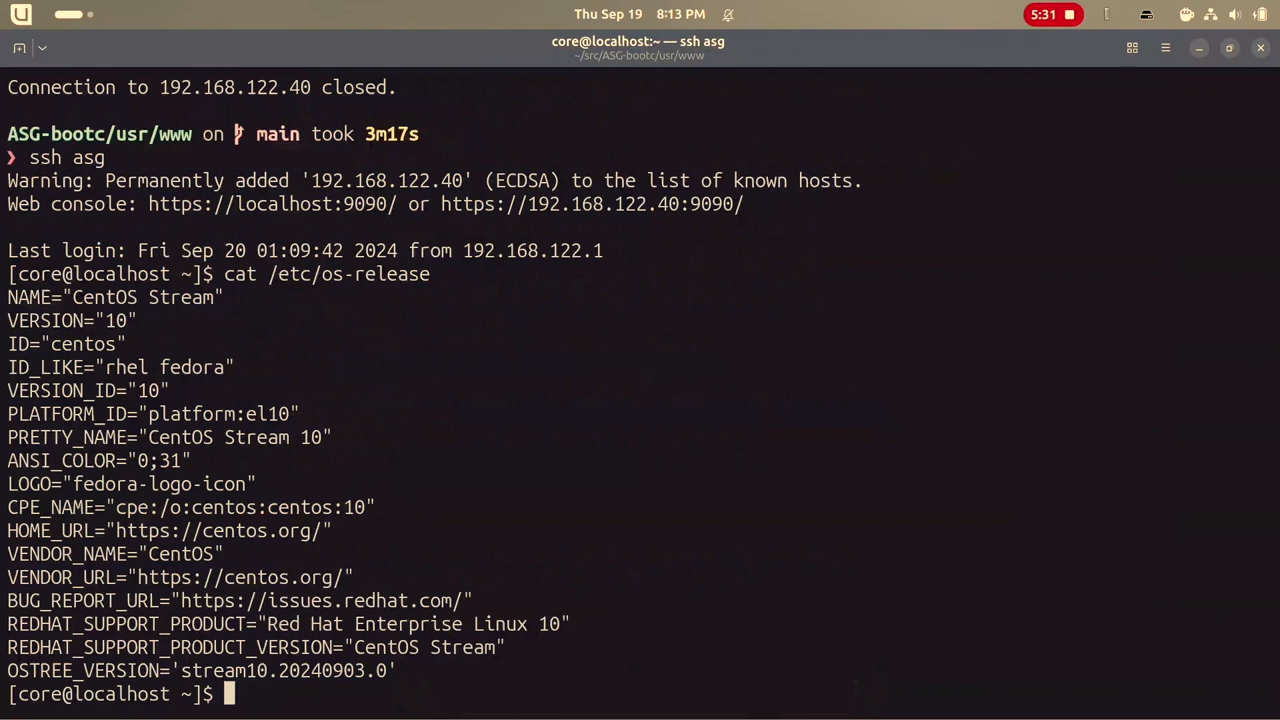 Thu Sep 19 8:13 PM
5:31
core@localhost:~ — ssh asg
~/src/ASG-bootc/usr/www
Connection to 192.168.122.40 closed.
ASG-bootc/usr/www on main took 3m17s
❯ ssh asg
Warning: Permanently added '192.168.122.40' (ECDSA) to the list of known hosts.
Web console: https://localhost:9090/ or https://192.168.122.40:9090/
Last login: Fri Sep 20 01:09:42 2024 from 192.168.122.1
[core@localhost ~]$ cat /etc/os-release
NAME="CentOS Stream"
VERSION="10"
ID="centos"
ID_LIKE="rhel fedora"
VERSION_ID="10"
PLATFORM_ID="platform:el10"
PRETTY_NAME="CentOS Stream 10"
ANSI_COLOR="0;31"
LOGO="fedora-logo-icon"
CPE_NAME="cpe:/o:centos:centos:10"
HOME_URL="https://centos.org/"
VENDOR_NAME="CentOS"
VENDOR_URL="https://centos.org/"
BUG_REPORT_URL="https://issues.redhat.com/"
REDHAT_SUPPORT_PRODUCT="Red Hat Enterprise Linux 10"
REDHAT_SUPPORT_PRODUCT_VERSION="CentOS Stream"
OSTREE_VERSION='stream10.20240903.0'
[core@localhost ~]$